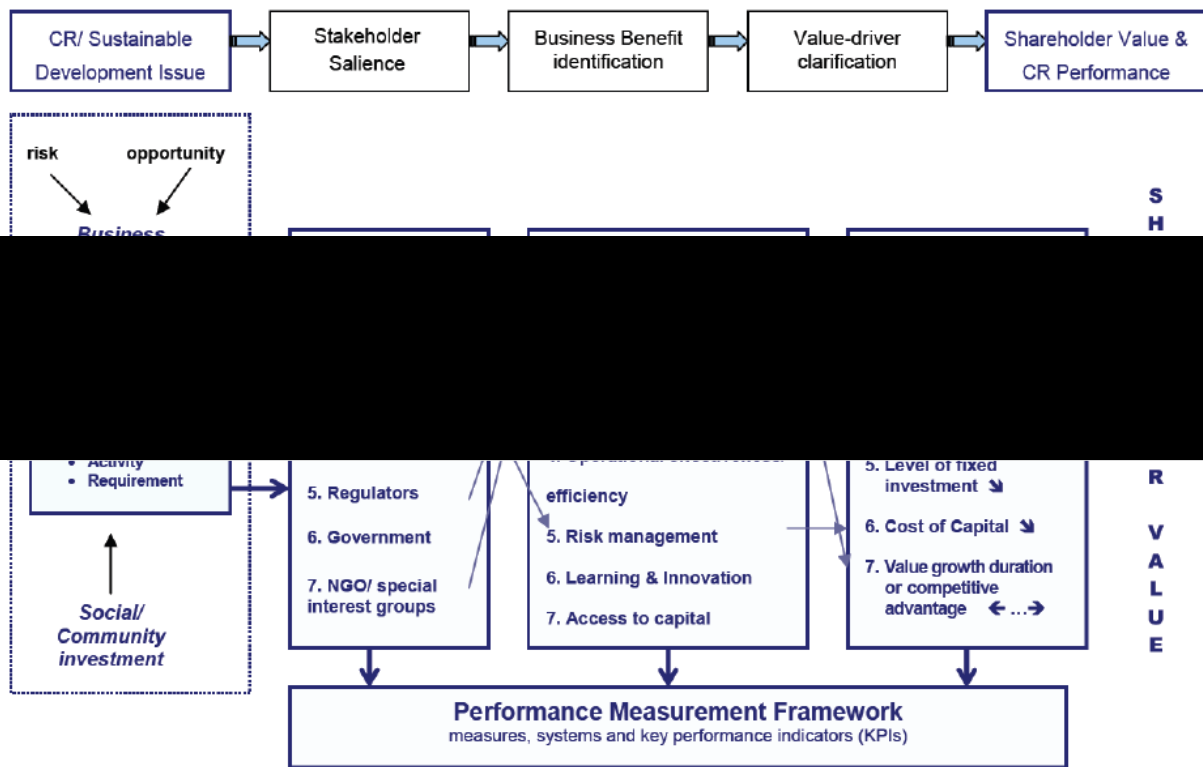 CR/ Sustainable
Development Issue
Stakeholder
Salience
Business Benefit
identification
Value-driver
clarification
Shareholder Value &
CR Performance
risk opportunity
Business
• Activity
• Requirement
Social/
Community
investment
5. Regulators
6. Government
7. NGO/ special
interest groups
efficiency
5. Risk management
6. Learning & Innovation
7. Access to capital
5. Level of fixed
investment
6. Cost of Capital
7. Value growth duration
or competitive
advantage
S
H
R
V
A
L
U
E
Performance Measurement Framework
measures, systems and key performance indicators (KPIs)